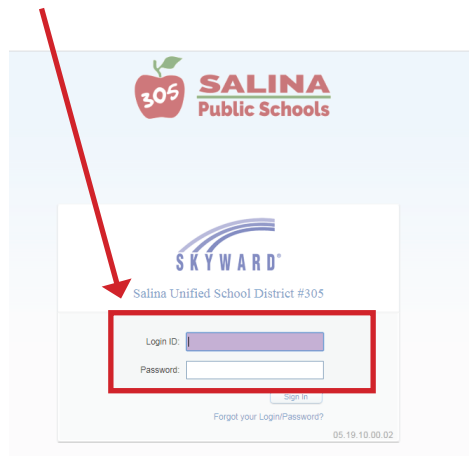 305
SALINA
Public Schools
SKYWARD®
Salina Unified School District #305
Login ID:
Password:
Sign In
Forgot your Login/Password?
05.19.10.00.02